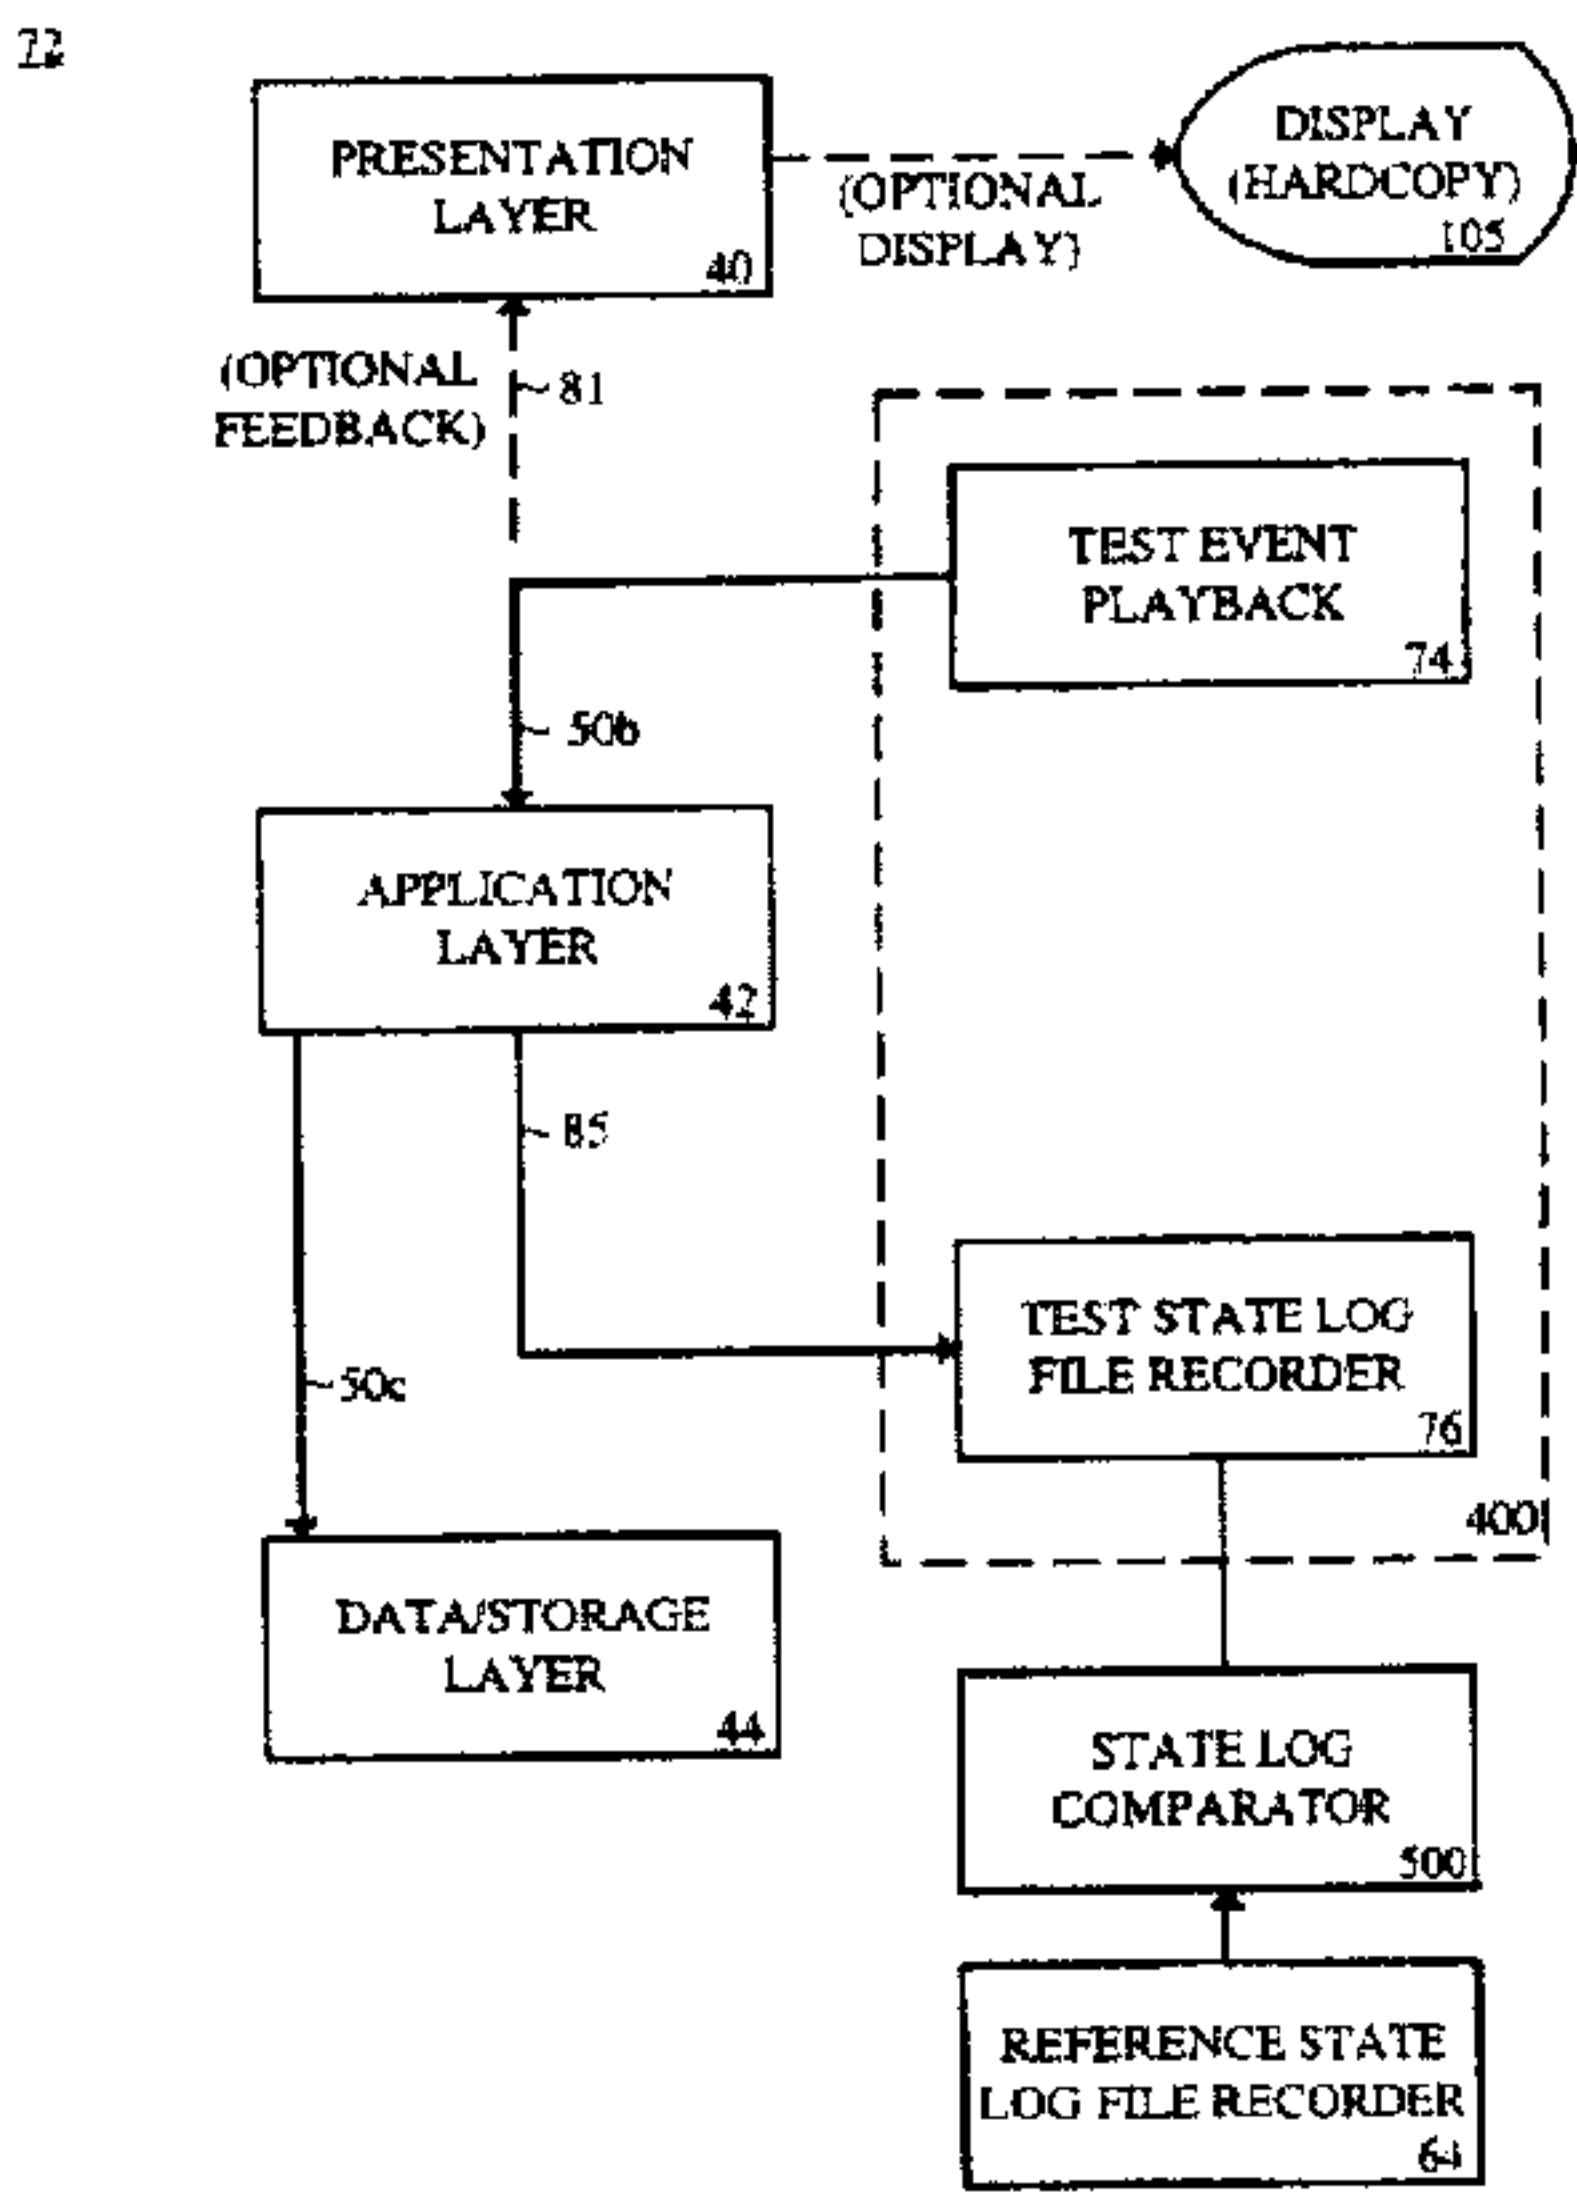 72
PRESENTATION
LAYER
40
(OPTIONAL
DISPLAY)
DISPLAY
(HARDCOPY)
105
(OPTIONAL
FEEDBACK)
81
TEST EVENT
PLAYBACK
74
50b
APPLICATION
LAYER
42
85
50c
TEST STATE LOG
FILE RECORDER
76
400
DATA/STORAGE
LAYER
44
STATE LOG
COMPARATOR
500
REFERENCE STATE
LOG FILE RECORDER
64